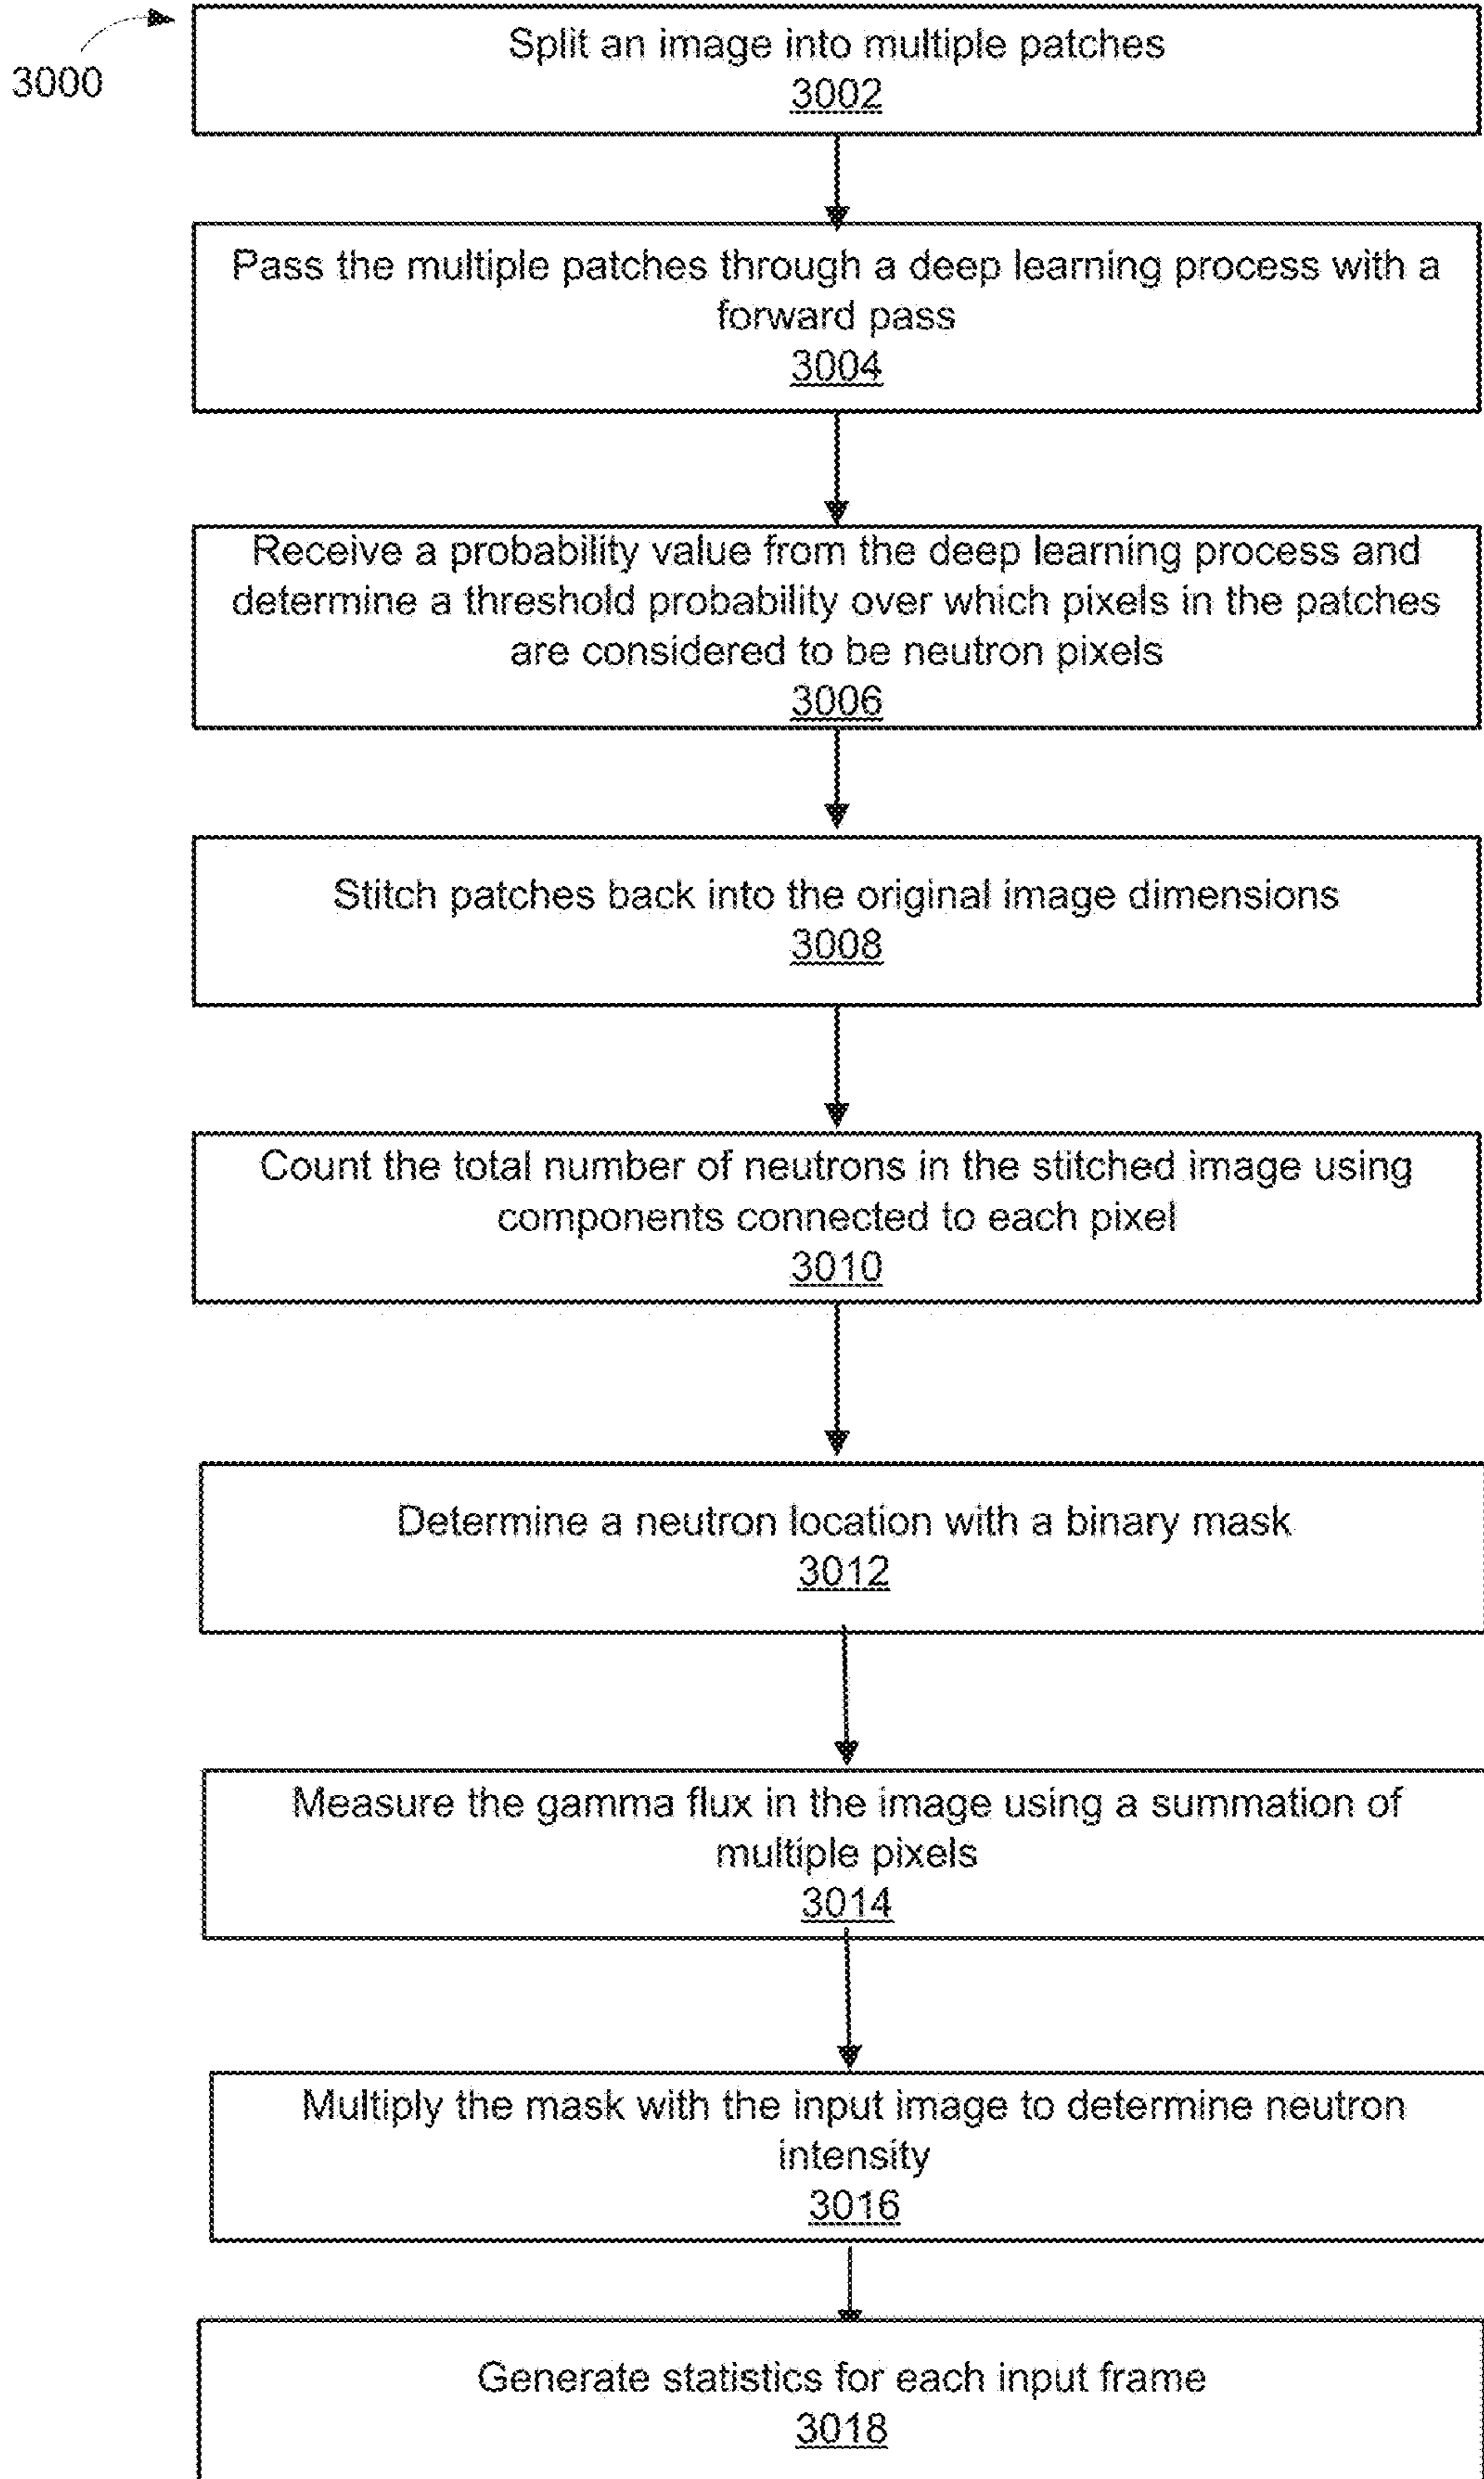 3000
Split an image into multiple patches
3002
Pass the multiple patches through a deep learning process with a
forward pass
3004
Receive a probability value from the deep learning process and
determine a threshold probability over which pixels in the patches
are considered to be neutron pixels
3006
Stitch patches back into the original image dimensions
3008
Count the total number of neutrons in the stitched image using
components connected to each pixel
3010
Determine a neutron location with a binary mask
3012
Measure the gamma flux in the image using a summation of
multiple pixels
3014
Multiply the mask with the input image to determine neutron
intensity
3016
Generate statistics for each input frame
3018